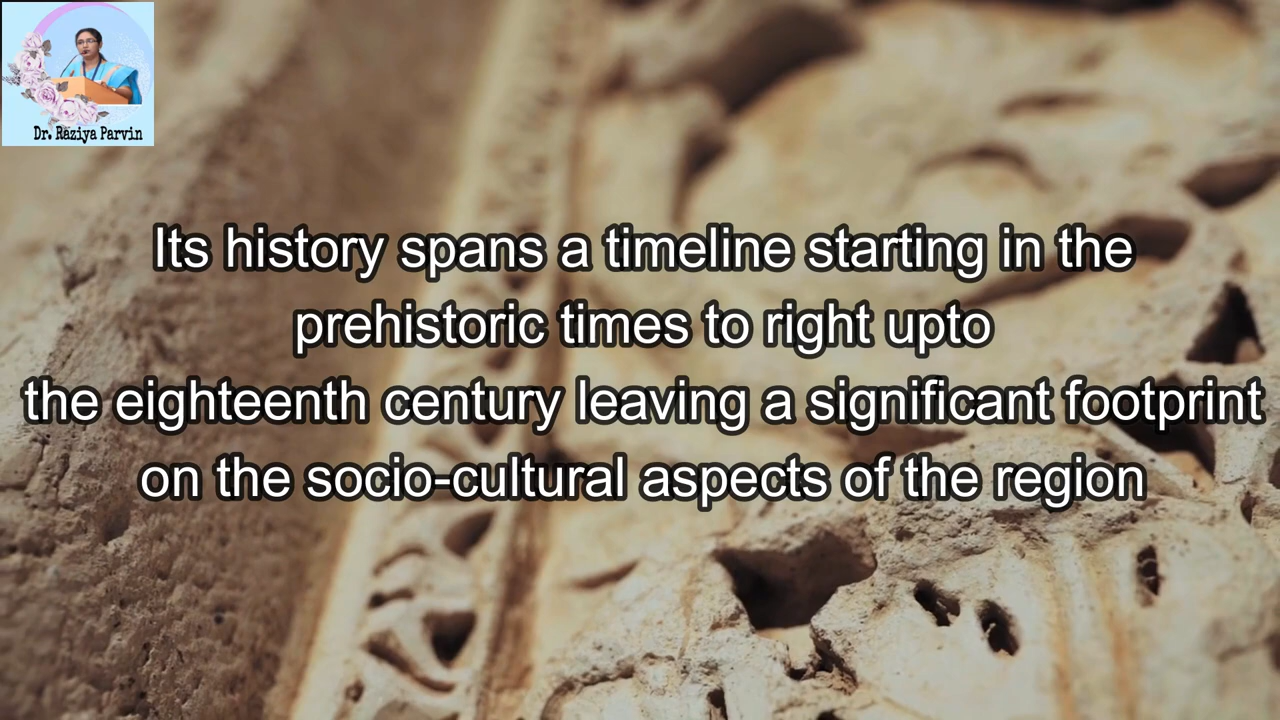 Dr. Raziya Parvin
Its history spans a timeline starting in the
prehistoric times to right upto
the eighteenth century leaving a significant footprint
on the socio-cultural aspects of the region